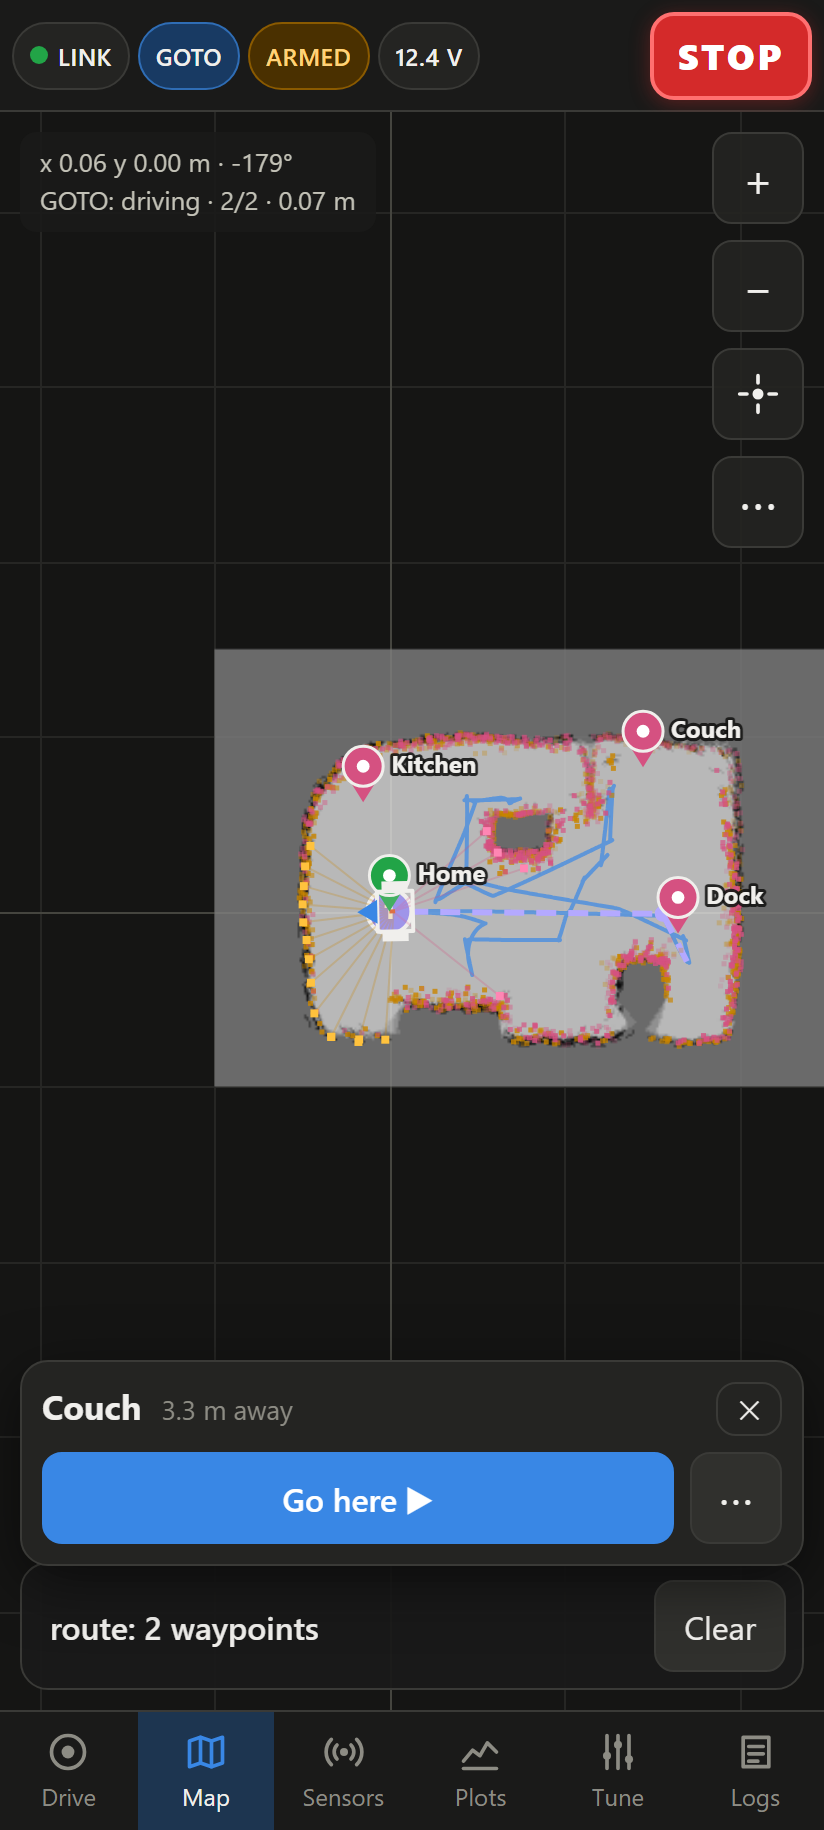 LINK
GOTO
ARMED
12.4 V
STOP
x 0.06 y 0.00 m · -179°
GOTO: driving · 2/2 · 0.07 m
+
−
...
Couch
Kitchen
Home
Dock
Couch 3.3 m away
Go here ▶
...
route: 2 waypoints
Clear
Drive
Map
Sensors
Plots
Tune
Logs